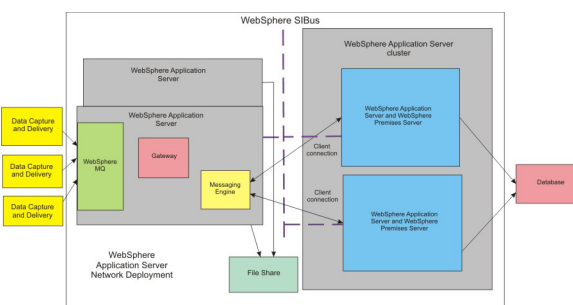 WebSphere SIBus
WebSphere Application
Server
WebSphere Application
Server
Data Capture
and Delivery
Data Capture
and Delivery
Data Capture
and Delivery
WebSphere
MQ
Gateway
Messaging
Engine
WebSphere
Application Server
Network Deployment
File Share
WebSphere Application Server
cluster
Client
connection
Client
connection
WebSphere Application
Server and WebSphere
Premises Server
WebSphere Application
Server and WebSphere
Premises Server
Database